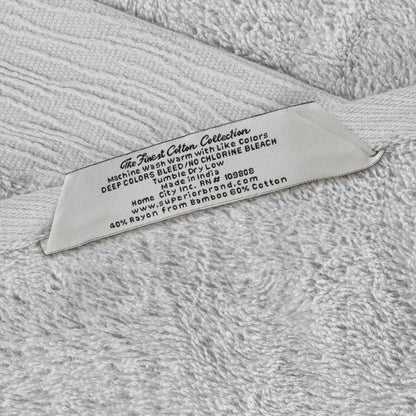 The Finest Cotton Collection
Machine Wash Warm with Like Colors
DEEP COLORS BLEED/NO CHLORINE BLEACH
Tumble Dry Low
Made in India
Home City Inc. RN# 109808
www.superiorbrand.com
40% Rayon from Bamboo 60% Cotton